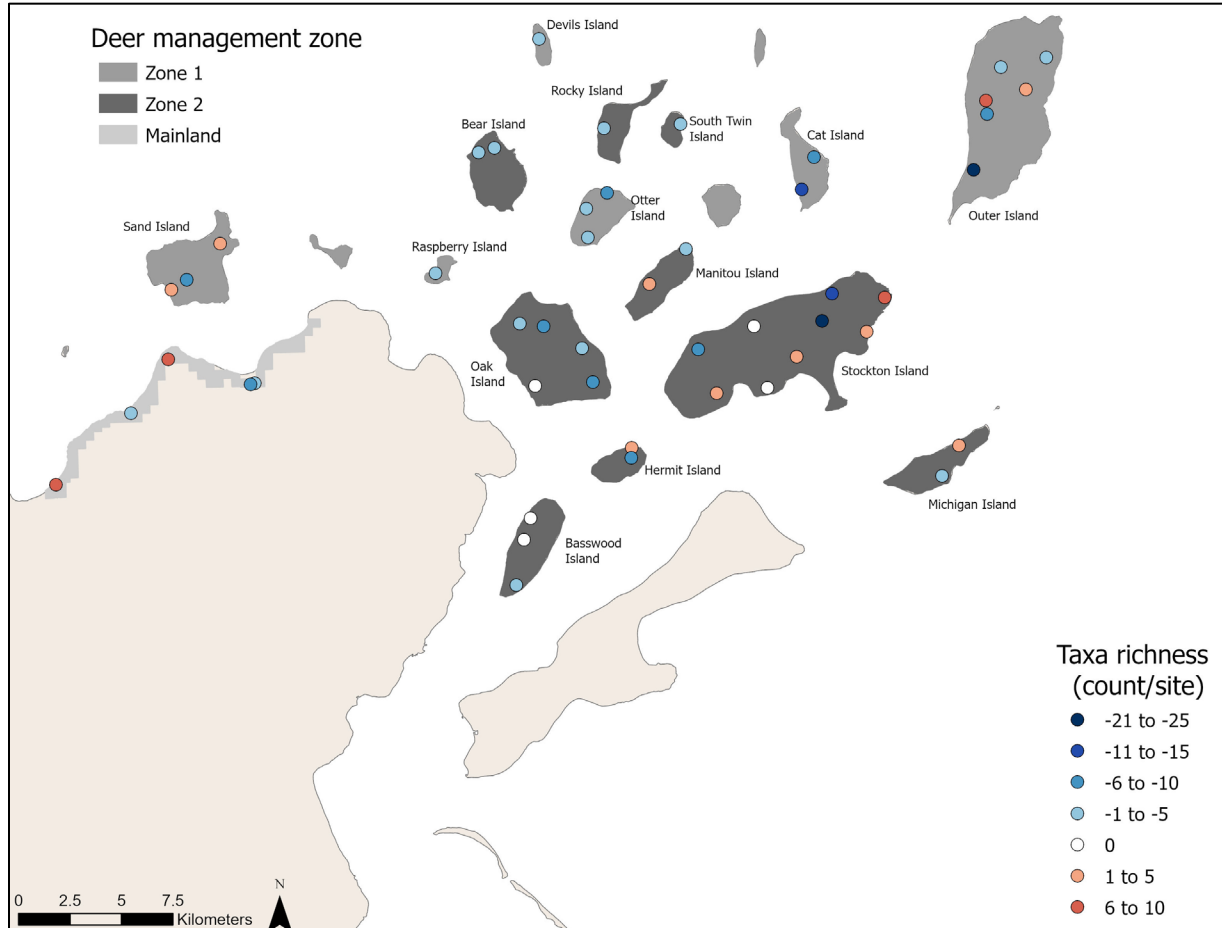 Deer management zone
Zone 1
Zone 2
Mainland
Devils Island
Rocky Island
Bear Island
South Twin
Island
Cat Island
Outer Island
Otter
Island
Sand Island
Raspberry Island
Manitou Island
Oak
Island
Stockton Island
Hermit Island
Michigan Island
Basswood
Island
Taxa richness
(count/site)
-21 to -25
-11 to -15
-6 to -10
-1 to -5
0
1 to 5
6 to 10
N
0 2.5 5 7.5
Kilometers